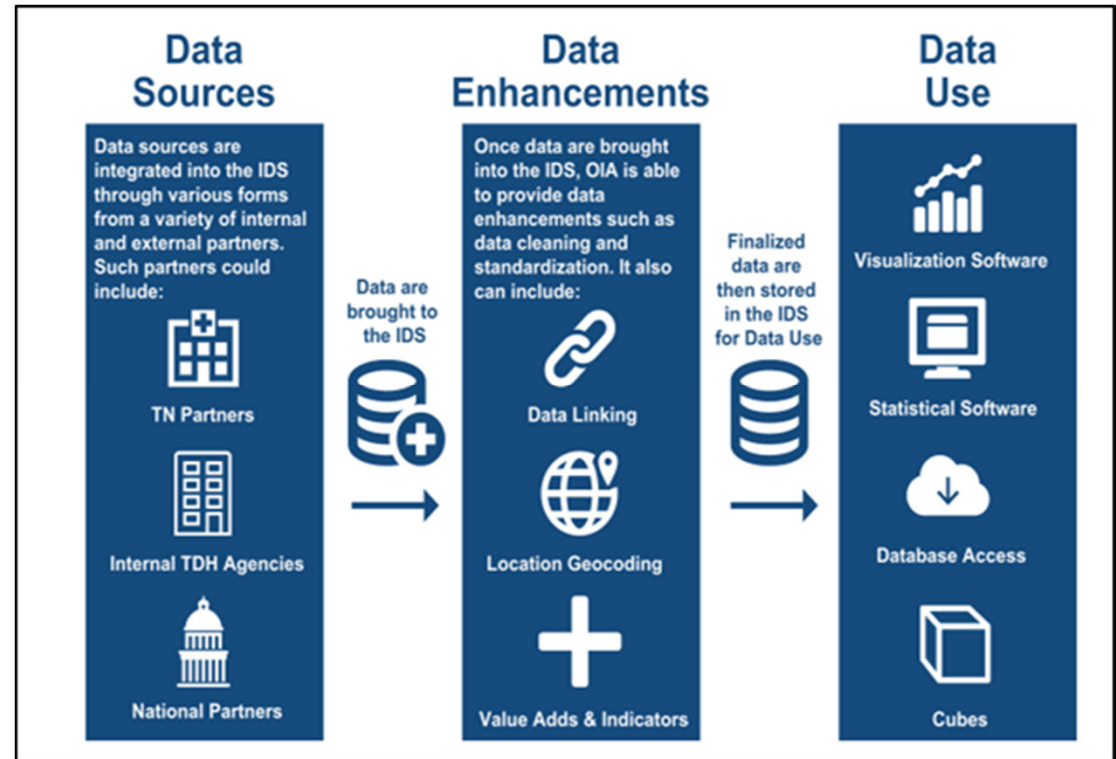 Data
Sources
Data sources are
integrated into the IDS
through various forms
from a variety of internal
and external partners.
Such partners could
include:
TN Partners
Internal TDH Agencies
National Partners
Data are
brought to
the IDS
Data
Enhancements
Once data are brought
into the IDS, OIA is able
to provide data
enhancements such as
data cleaning and
standardization. It also
can include:
Data Linking
Location Geocoding
Value Adds & Indicators
Finalized
data are
then stored
in the IDS
for Data Use
Data
Use
Visualization Software
Statistical Software
Database Access
Cubes